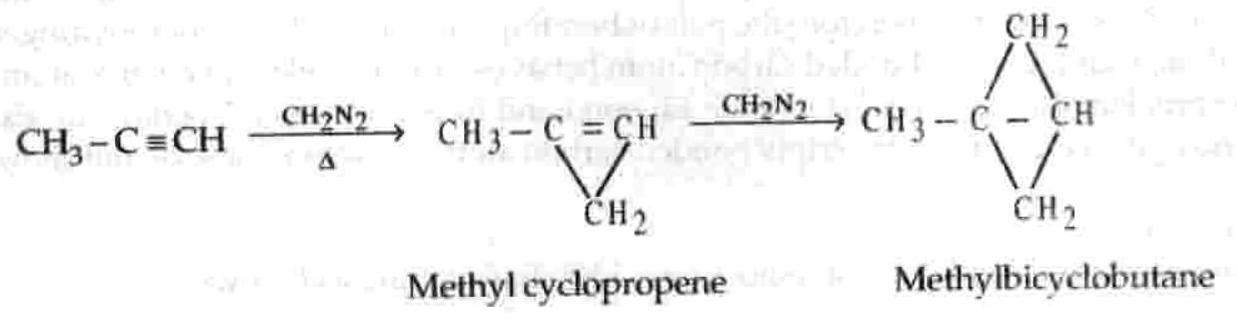 CH2
CH3-C≡CH CH2N2 Δ CH3-C=CH CH2N2 CH3-C-CH
CH2 CH2
Methyl cyclopropene Methylbicyclobutane